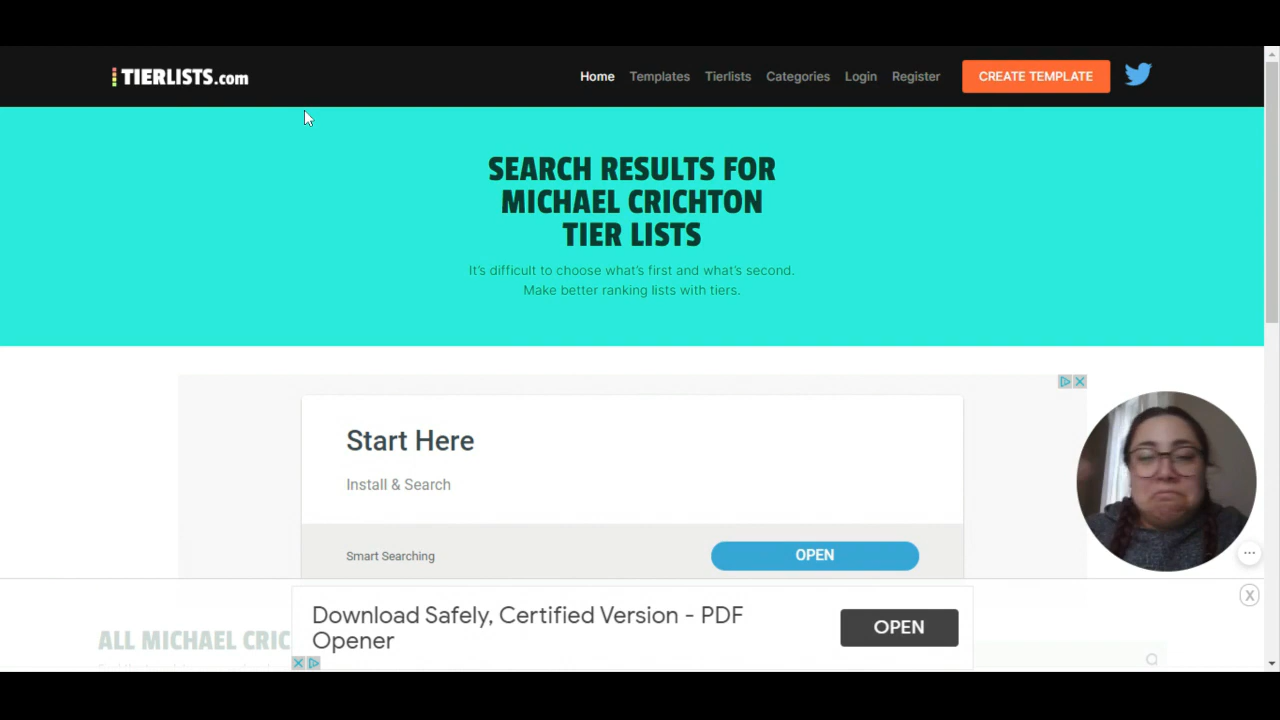 TIERLISTS.com
Home Templates Tierlists Categories Login Register CREATE TEMPLATE
SEARCH RESULTS FOR
MICHAEL CRICHTON
TIER LISTS
It's difficult to choose what's first and what's second.
Make better ranking lists with tiers.
Start Here
Install & Search
Smart Searching OPEN
Download Safely, Certified Version - PDF
Opener
OPEN
ALL MICHAEL CRIC